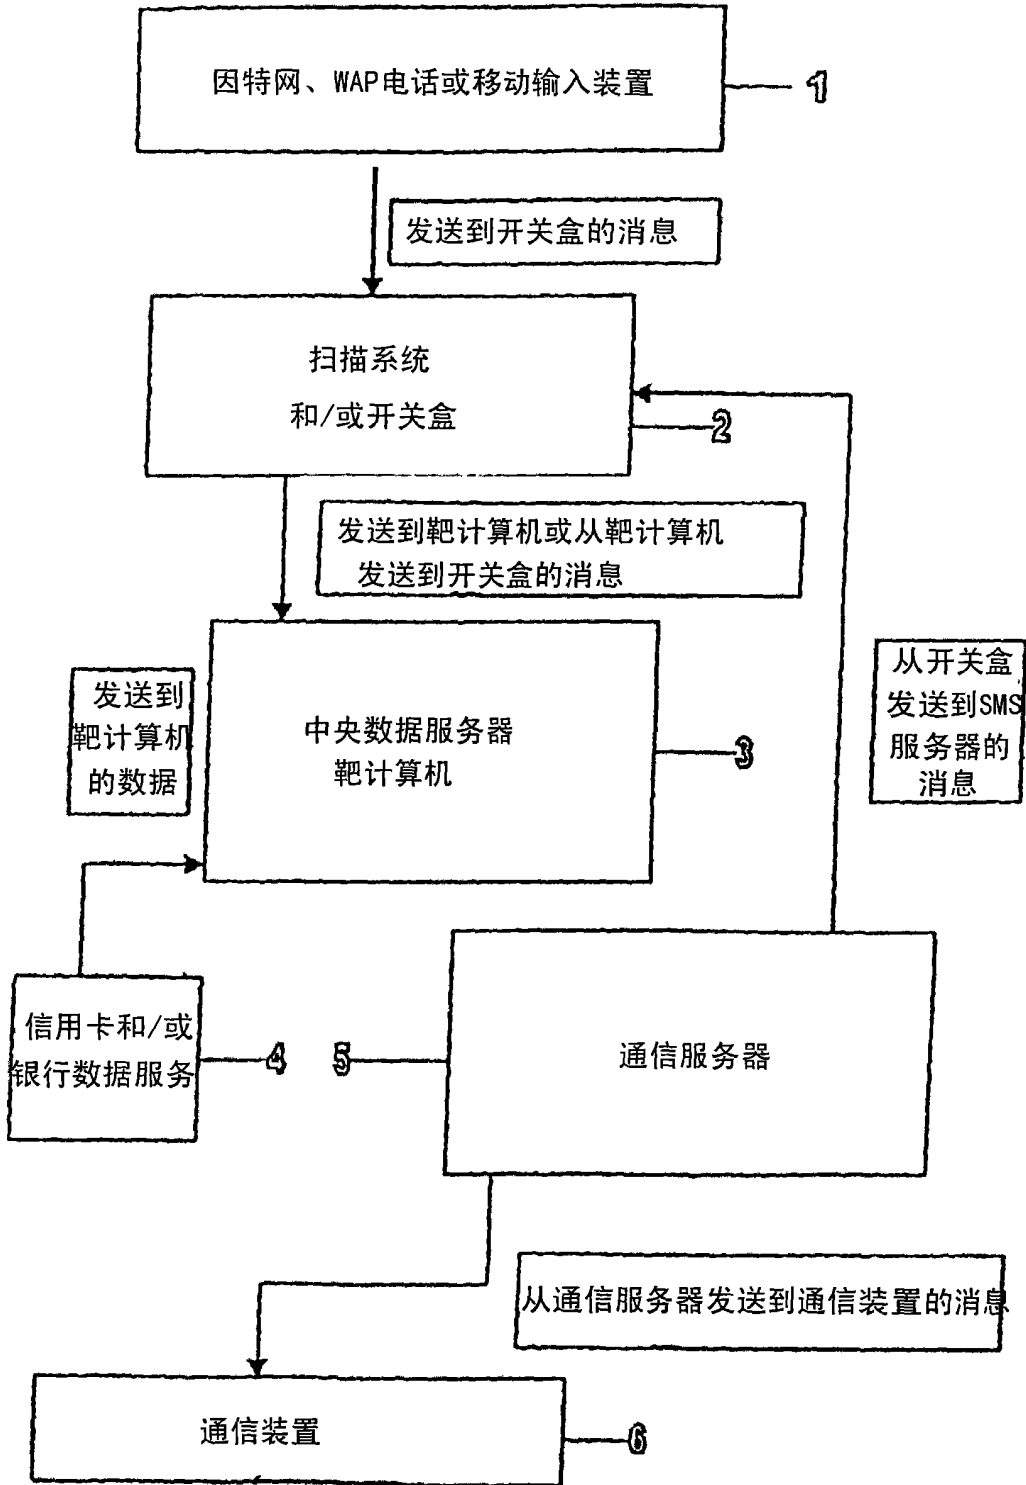 因特网、WAP电话或移动输入装置
1
发送到开关盒的消息
扫描系统
和/或开关盒
2
发送到靶计算机或从靶计算机
发送到开关盒的消息
发送到
靶计算机
的数据
中央数据服务器
靶计算机
3
从开关盒
发送到SMS
服务器的
消息
信用卡和/或
银行数据服务
4
5
通信服务器
从通信服务器发送到通信装置的消息
通信装置
6